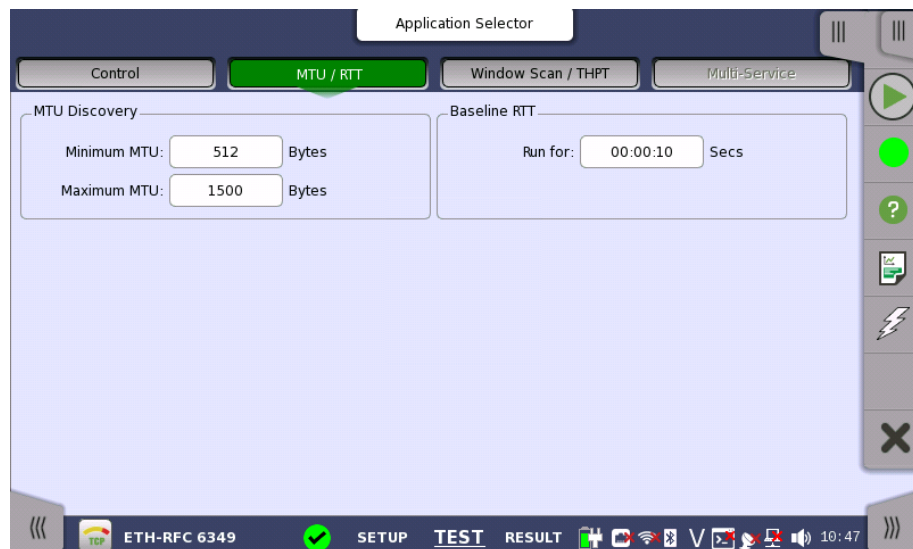 Application Selector
Control MTU / RTT Window Scan / THPT Multi-Service
MTU Discovery
Minimum MTU: 512 Bytes
Maximum MTU: 1500 Bytes
Baseline RTT
Run for: 00:00:10 Secs
?
TCP ETH-RFC 6349 SETUP TEST RESULT V 10:47